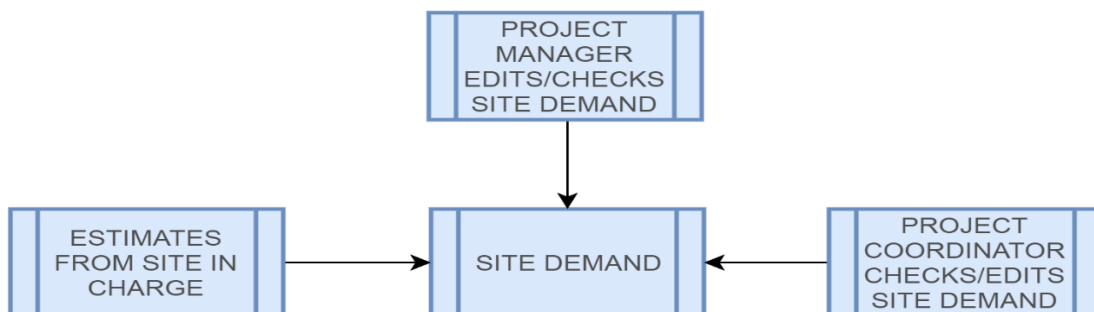 PROJECT
MANAGER
EDITS/CHECKS
SITE DEMAND
ESTIMATES
FROM SITE IN
CHARGE
SITE DEMAND
PROJECT
COORDINATOR
CHECKS/EDITS
SITE DEMAND